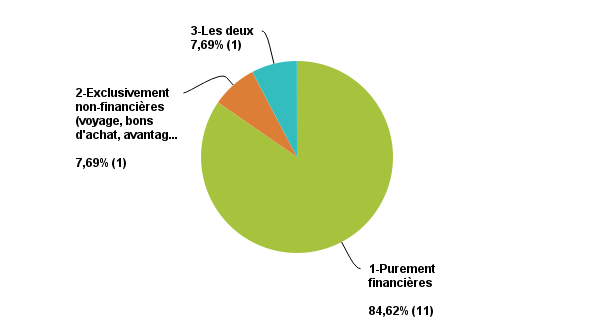 3-Les deux
7,69% (1)
2-Exclusivement
non-financières
(voyage, bons
d'achat, avantag...
7,69% (1)
1-Purement
financières
84,62% (11)